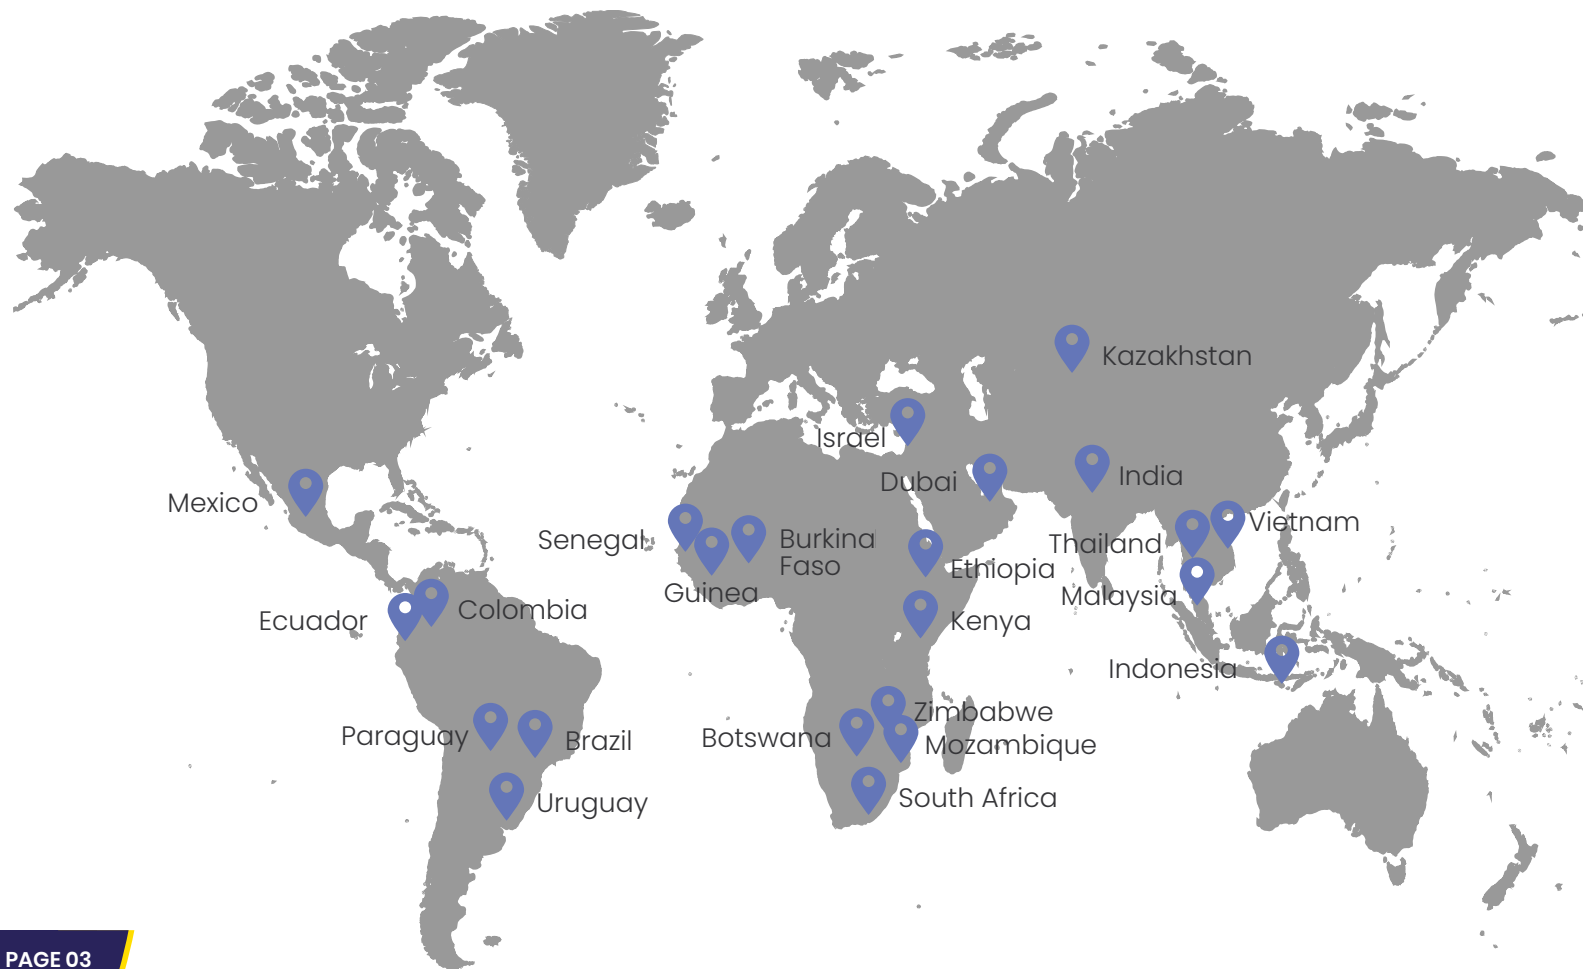 Kazakhstan
Israel
Dubai
India
Mexico
Senegal
Burkina
Faso
Vietnam
Thailand
Ethiopia
Guinea
Malaysia
Ecuador
Colombia
Kenya
Indonesia
Zimbabwe
Paraguay
Brazil
Botswana
Mozambique
Uruguay
South Africa
PAGE 03